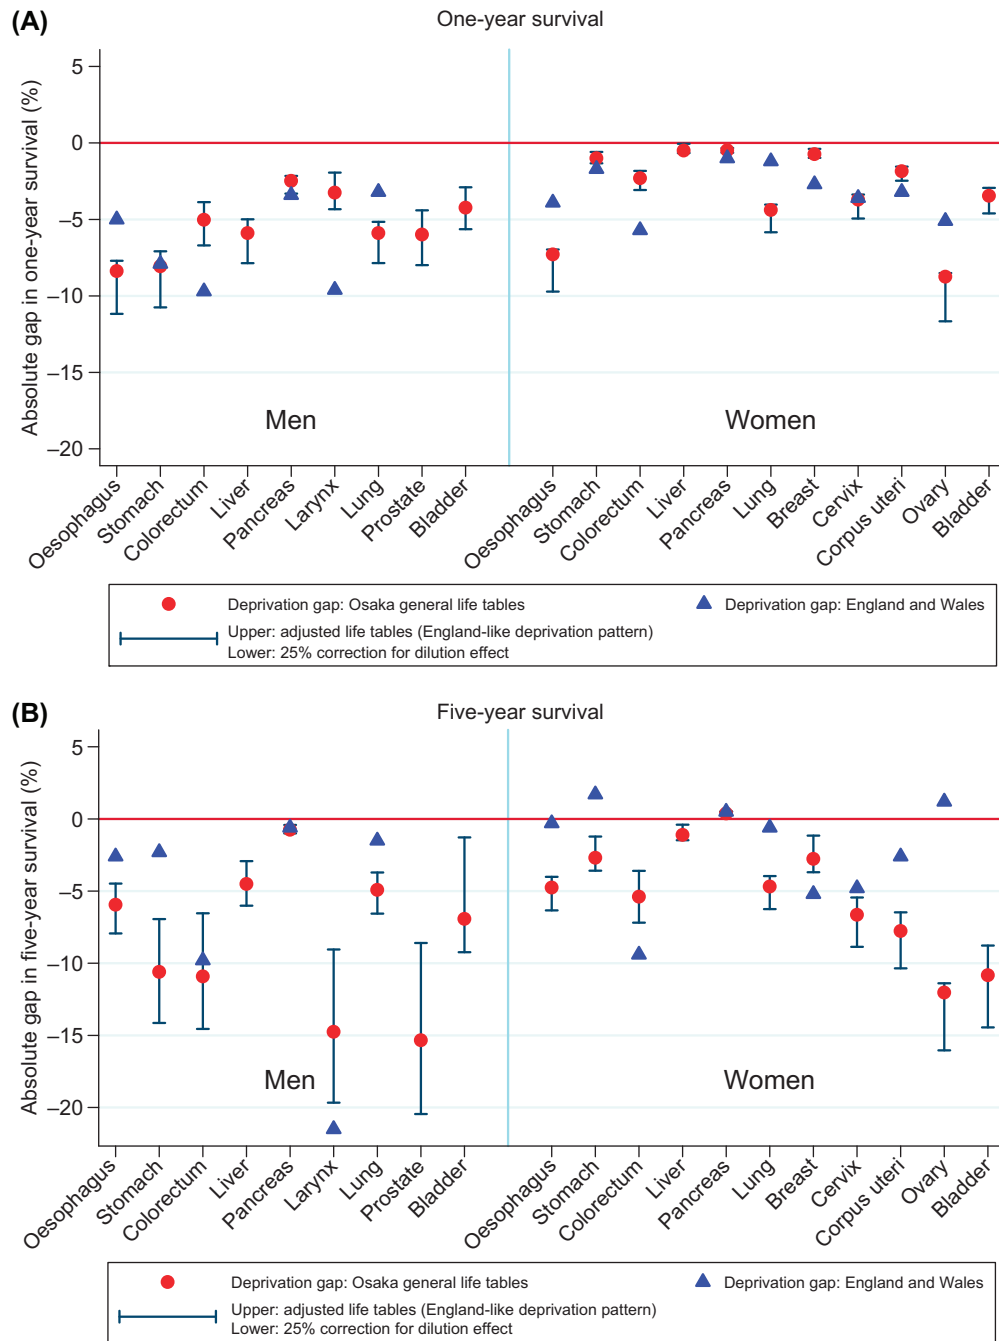 (A)
One-year survival
Absolute gap in one-year survival (%)
5
0
–5
–10
–15
–20
Men
Women
Oesophagus
Stomach
Colorectum
Liver
Pancreas
Larynx
Lung
Prostate
Bladder
Oesophagus
Stomach
Colorectum
Liver
Pancreas
Lung
Breast
Cervix
Corpus uteri
Ovary
Bladder
Deprivation gap: Osaka general life tables
Deprivation gap: England and Wales
Upper: adjusted life tables (England-like deprivation pattern)
Lower: 25% correction for dilution effect
(B)
Five-year survival
Absolute gap in five-year survival (%)
5
0
–5
–10
–15
–20
Men
Women
Oesophagus
Stomach
Colorectum
Liver
Pancreas
Larynx
Lung
Prostate
Bladder
Oesophagus
Stomach
Colorectum
Liver
Pancreas
Lung
Breast
Cervix
Corpus uteri
Ovary
Bladder
Deprivation gap: Osaka general life tables
Deprivation gap: England and Wales
Upper: adjusted life tables (England-like deprivation pattern)
Lower: 25% correction for dilution effect